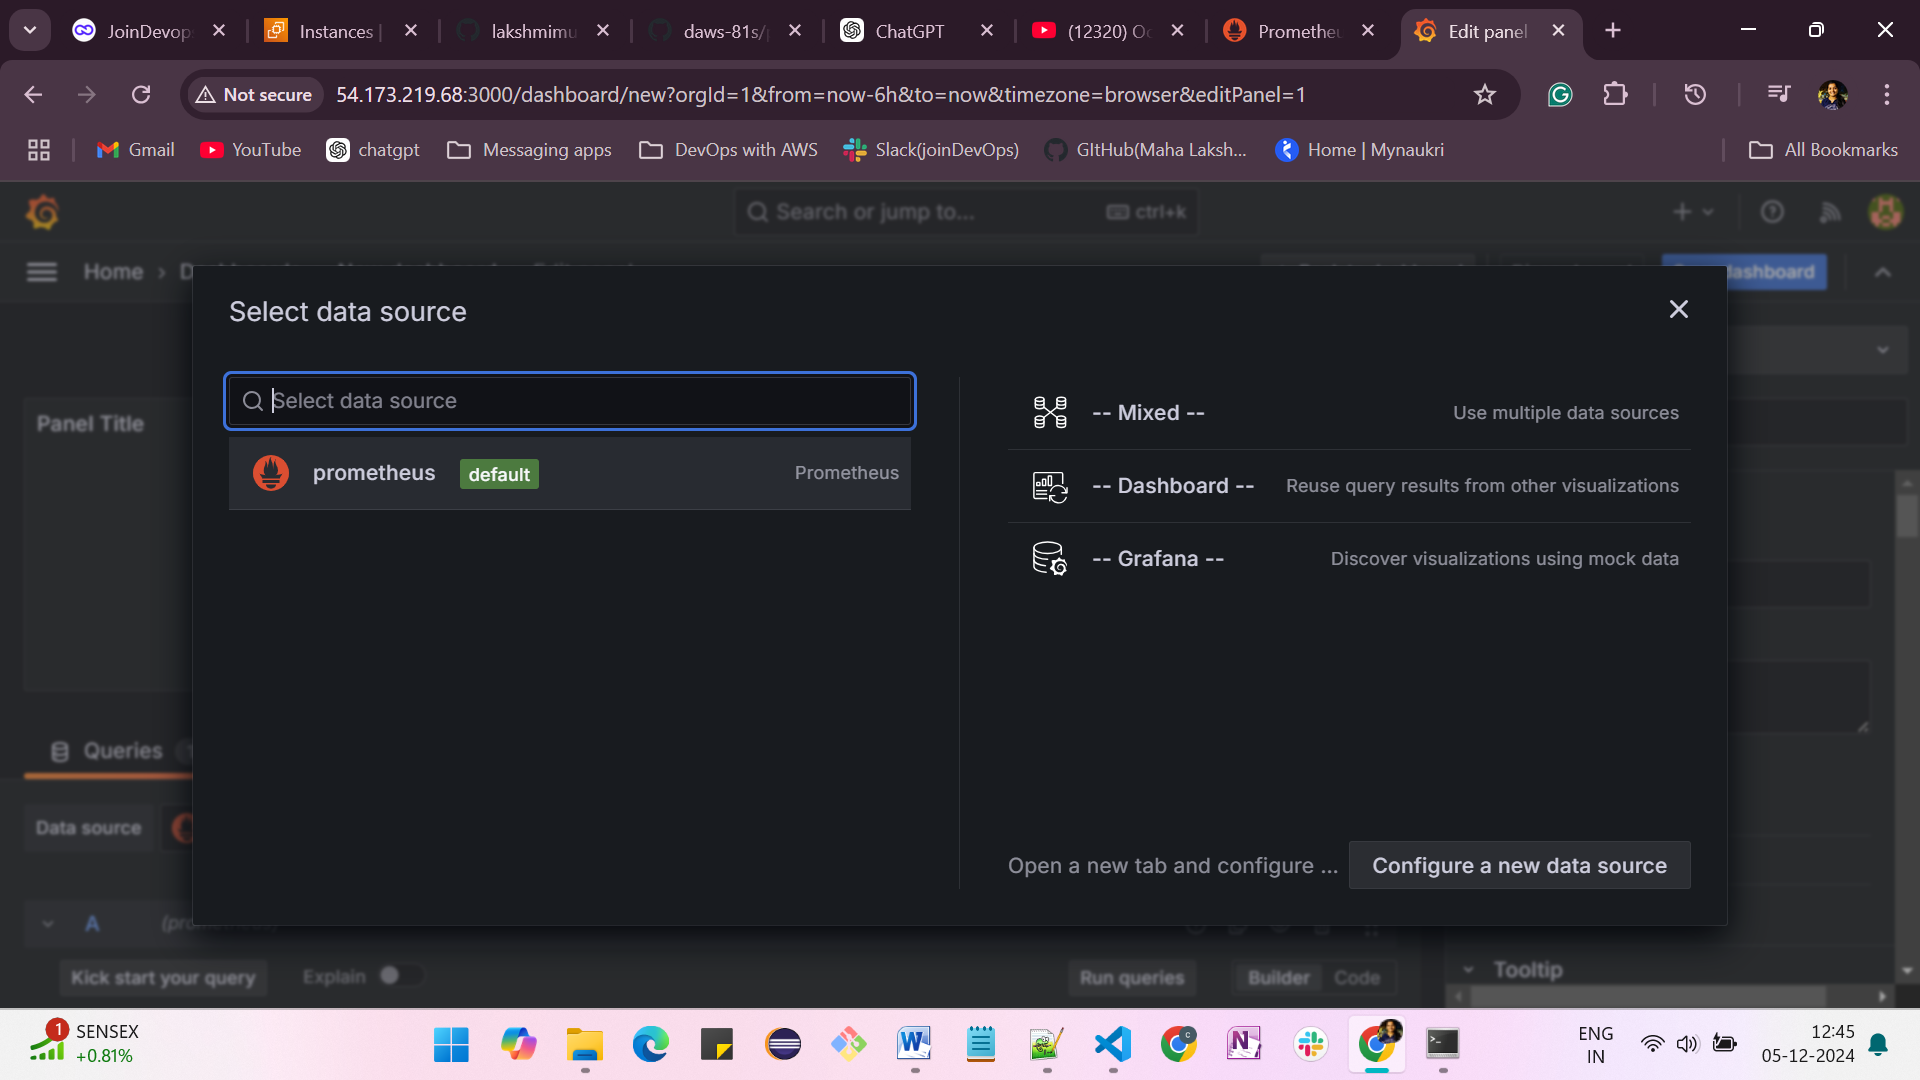 JoinDevop
Instances |
lakshmimu
daws-81s/
ChatGPT
(12320) O
Prometheu
Edit panel
Not secure
54.173.219.68:3000/dashboard/new?orgId=1&from=now-6h&to=now&timezone=browser&editPanel=1
Gmail
YouTube
chatgpt
Messaging apps
DevOps with AWS
Slack(joinDevOps)
GItHub(Maha Laksh...
Home | Mynaukri
All Bookmarks
Search or jump to...
ctrl+k
Home
dashboard
Select data source
Select data source
prometheus
default
Prometheus
-- Mixed --
Use multiple data sources
-- Dashboard --
Reuse query results from other visualizations
-- Grafana --
Discover visualizations using mock data
Open a new tab and configure ...
Configure a new data source
Panel Title
Queries
Data source
A
Kick start your query
Explain
Run queries
Builder
Code
Tooltip
1
SENSEX
+0.81%
ENG
IN
12:45
05-12-2024